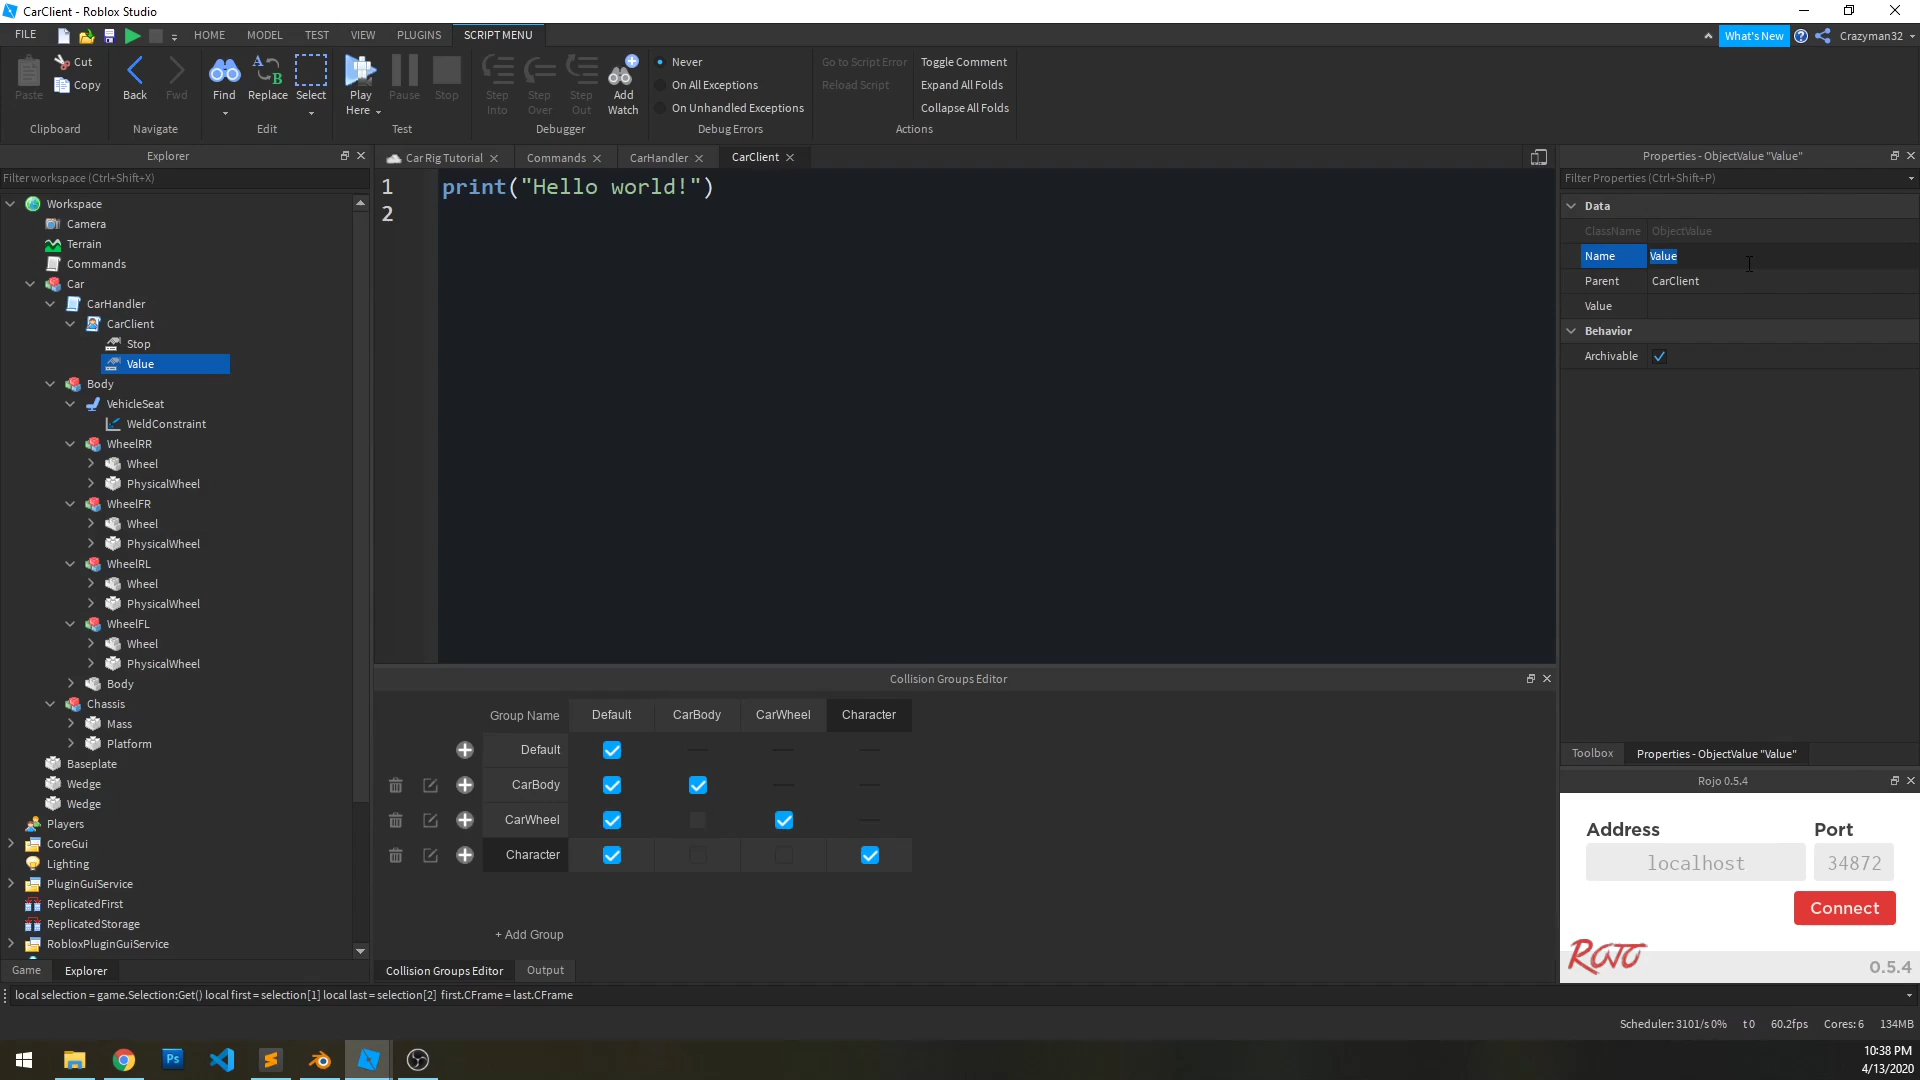 CarClient - Roblox Studio
FILE HOME MODEL TEST VIEW PLUGINS SCRIPT MENU What's New Crazyman32
Paste Cut Copy
Clipboard
Back Fwd
Navigate
Find Replace Select
Edit
Play Here Pause Stop
Test
Step Into Step Over Step Out Add Watch
Debugger
Never
On All Exceptions
On Unhandled Exceptions
Debug Errors
Go to Script Error
Reload Script
Toggle Comment
Expand All Folds
Collapse All Folds
Actions
Explorer
Filter workspace (Ctrl+Shift+X)
Workspace
Camera
Terrain
Commands
Car
CarHandler
CarClient
Stop
Value
Body
VehicleSeat
WeldConstraint
WheelRR
Wheel
PhysicalWheel
WheelFR
Wheel
PhysicalWheel
WheelRL
Wheel
PhysicalWheel
WheelFL
Wheel
PhysicalWheel
Body
Chassis
Mass
Platform
Baseplate
Wedge
Wedge
Players
CoreGui
Lighting
PluginGuiService
ReplicatedFirst
ReplicatedStorage
RobloxPluginGuiService
Game Explorer
Car Rig Tutorial Commands CarHandler CarClient
1 print("Hello world!")
2
Collision Groups Editor
Group Name Default CarBody CarWheel Character
Default
CarBody
CarWheel
Character
+ Add Group
Collision Groups Editor Output
Properties - ObjectValue "Value"
Filter Properties (Ctrl+Shift+P)
Data
ClassName ObjectValue
Name Value
Parent CarClient
Value
Behavior
Archivable
Toolbox Properties - ObjectValue "Value"
Rojo 0.5.4
Address Port
localhost 34872
Connect
ROJO 0.5.4
local selection = game.Selection:Get() local first = selection[1] local last = selection[2] first.CFrame = last.CFrame
Scheduler: 3101/s 0% t 0 60.2fps Cores: 6 134MB
Ps
10:38 PM
4/13/2020